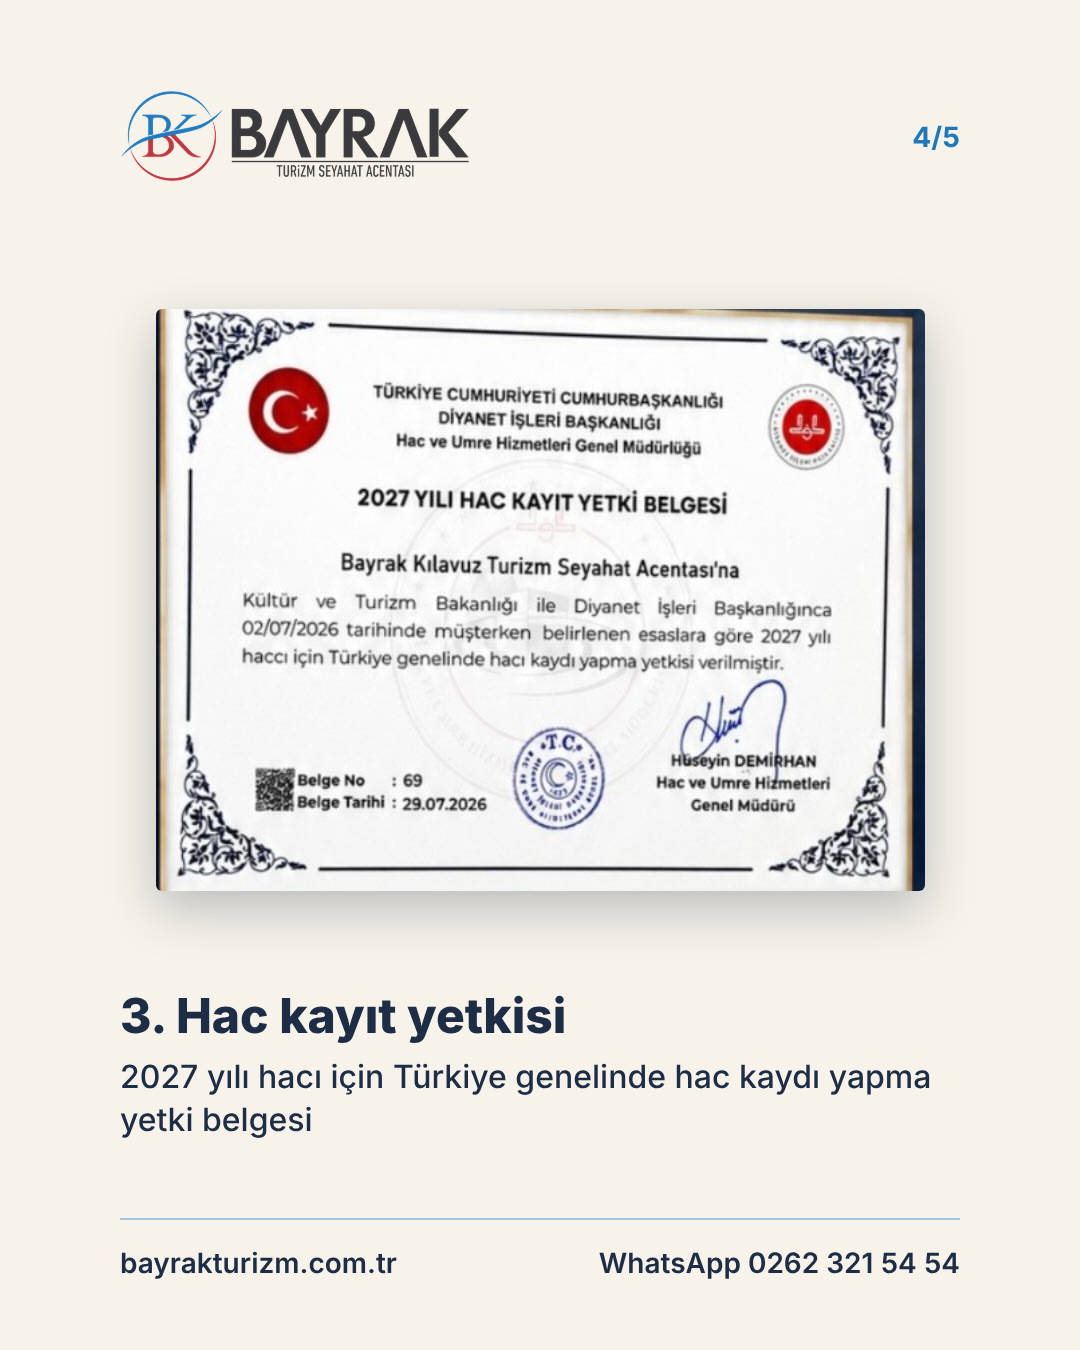 BK BAYRAK
TURİZM SEYAHAT ACENTASI
4/5
TÜRKİYE CUMHURİYETİ CUMHURBAŞKANLIĞI
DİYANET İŞLERİ BAŞKANLIĞI
Hac ve Umre Hizmetleri Genel Müdürlüğü
2027 YILI HAC KAYIT YETKİ BELGESİ
Bayrak Kılavuz Turizm Seyahat Acentası'na
Kültür ve Turizm Bakanlığı ile Diyanet İşleri Başkanlığınca
02/07/2026 tarihinde müşterken belirlenen esaslara göre 2027 yılı
haccı için Türkiye genelinde hacı kaydı yapma yetkisi verilmiştir.
T.C.
Hüseyin DEMİRHAN
Hac ve Umre Hizmetleri
Genel Müdürü
Belge No : 69
Belge Tarihi : 29.07.2026
3. Hac kayıt yetkisi
2027 yılı hacı için Türkiye genelinde hac kaydı yapma
yetki belgesi
bayrakturizm.com.tr
WhatsApp 0262 321 54 54